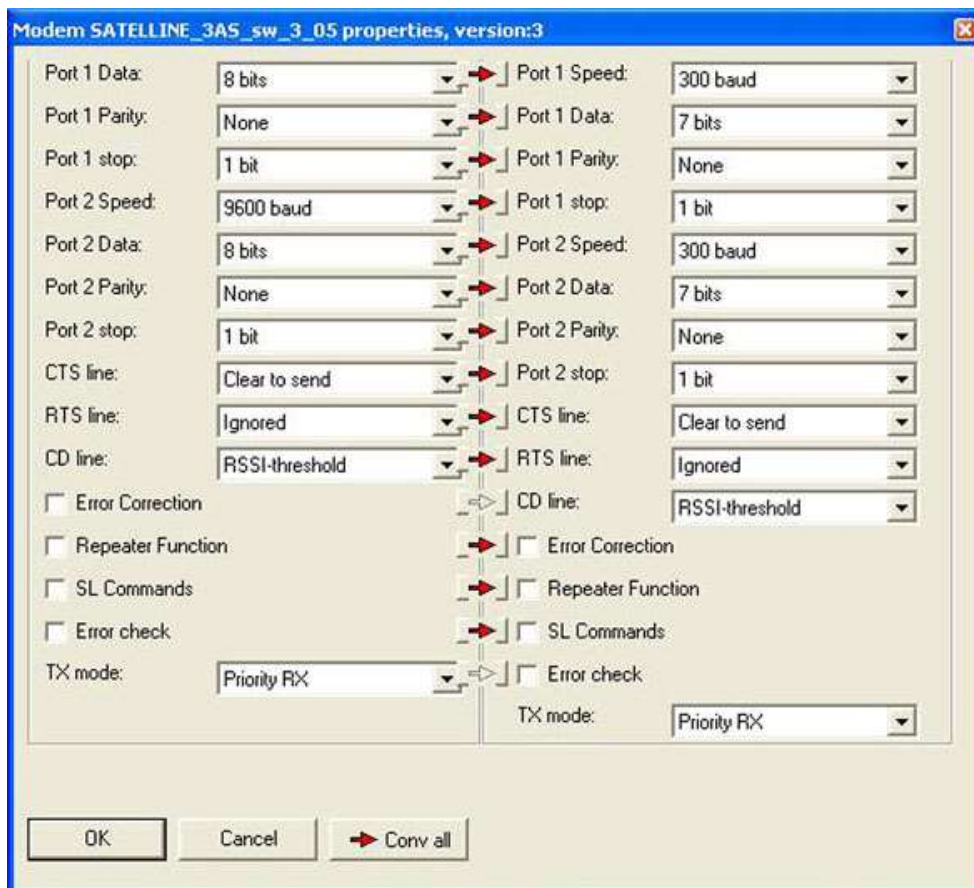 Modem SATELLINE_3AS_sw_3_05 properties, version:3
Port 1 Data: 8 bits Port 1 Speed: 300 baud
Port 1 Parity: None Port 1 Data: 7 bits
Port 1 stop: 1 bit Port 1 Parity: None
Port 2 Speed: 9600 baud Port 1 stop: 1 bit
Port 2 Data: 8 bits Port 2 Speed: 300 baud
Port 2 Parity: None Port 2 Data: 7 bits
Port 2 stop: 1 bit Port 2 Parity: None
CTS line: Clear to send Port 2 stop: 1 bit
RTS line: Ignored CTS line: Clear to send
CD line: RSSI-threshold RTS line: Ignored
Error Correction CD line: RSSI-threshold
Repeater Function Error Correction
SL Commands Repeater Function
Error check SL Commands
TX mode: Priority RX Error check
TX mode: Priority RX
OK Cancel Conv all